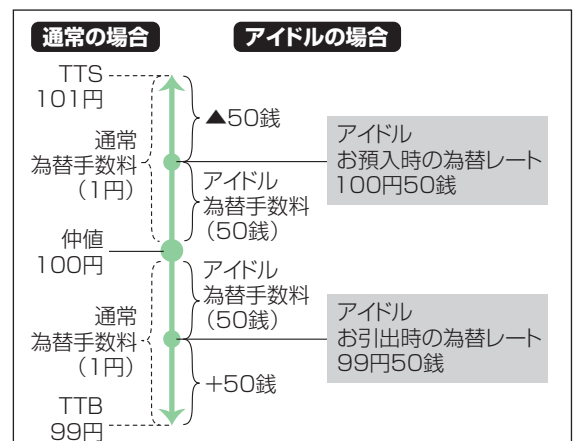 通常の場合
アイドルの場合
TTS
101円
▲50銭
通常
為替手数料
（1円）
アイドル
お預入時の為替レート
100円50銭
アイドル
為替手数料
（50銭）
仲値
100円
アイドル
為替手数料
（50銭）
通常
為替手数料
（1円）
アイドル
お引出時の為替レート
99円50銭
+50銭
TTB
99円